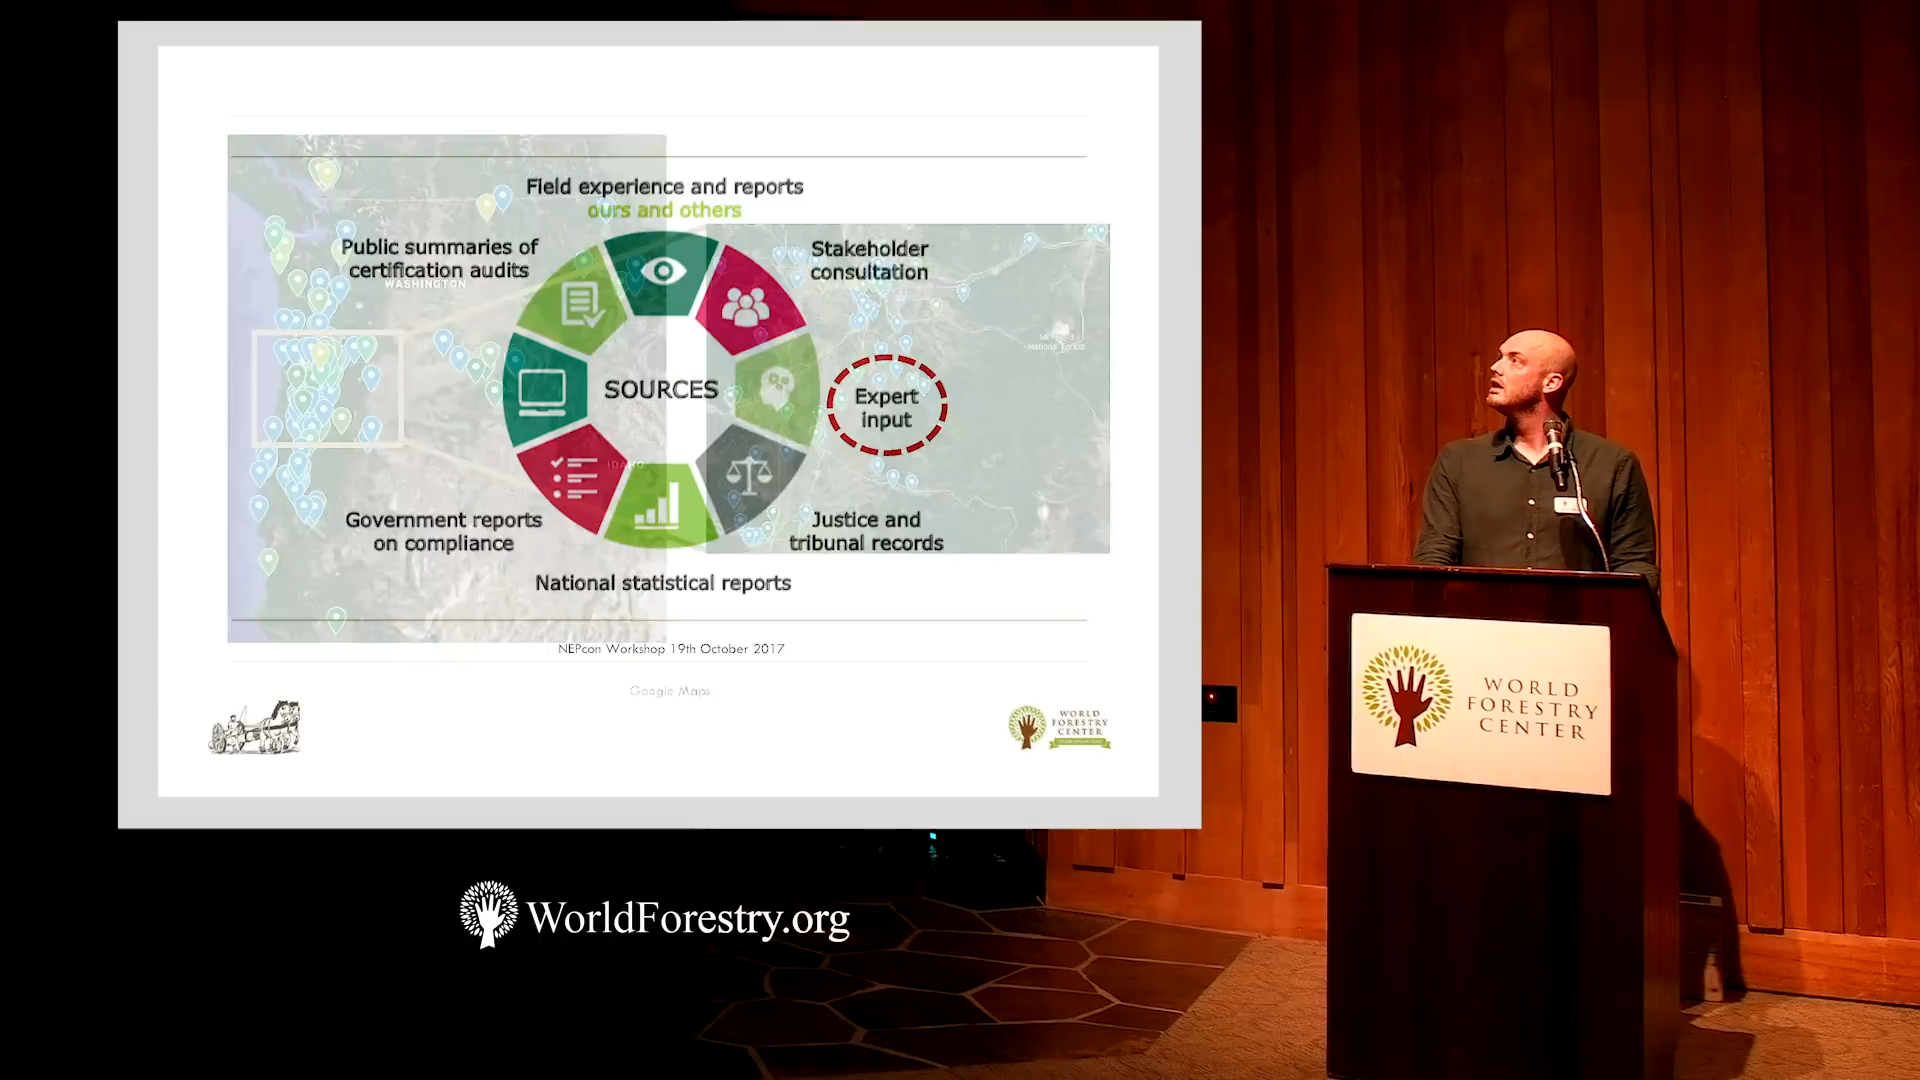 Field experience and reports
ours and others
Public summaries of
certification audits
WASHINGTON
Stakeholder
consultation
SOURCES
Expert
input
IDAHO
Government reports
on compliance
Justice and
tribunal records
National statistical reports
NEPcon Workshop 19th October 2017
Google Maps
WORLD
FORESTRY
CENTER
WorldForestry.org
WORLD
FORESTRY
CENTER